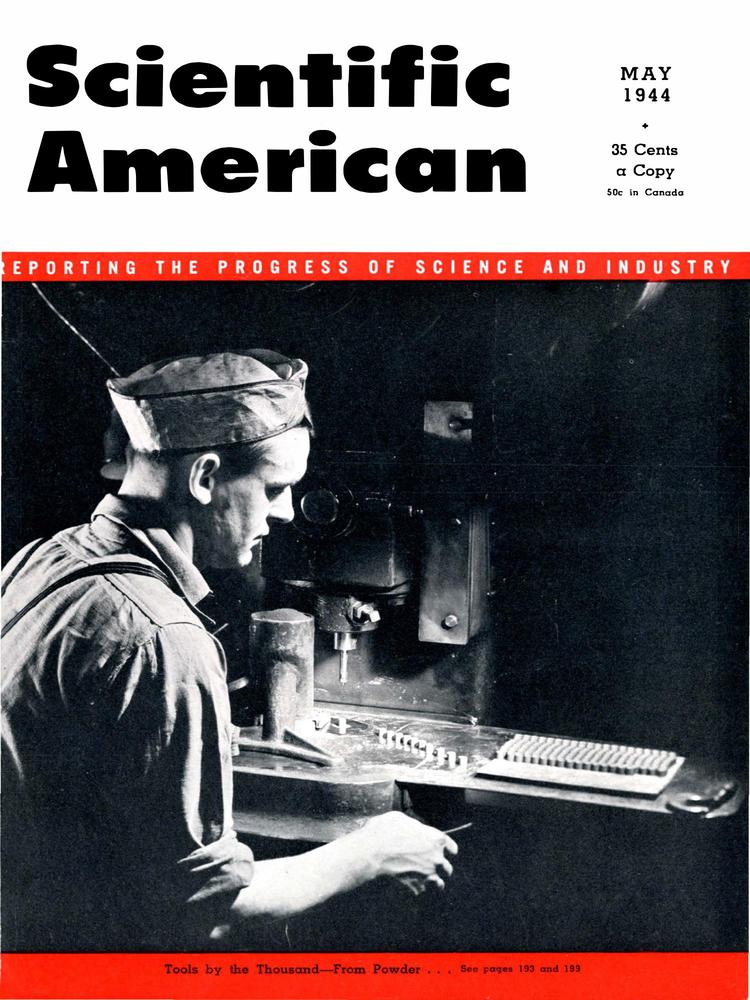 Scientific
American
MAY
1944
35 Cents
a Copy
50c in Canada
REPORTING THE PROGRESS OF SCIENCE AND INDUSTRY
Tools by the Thousand—From Powder . . . See pages 193 and 199